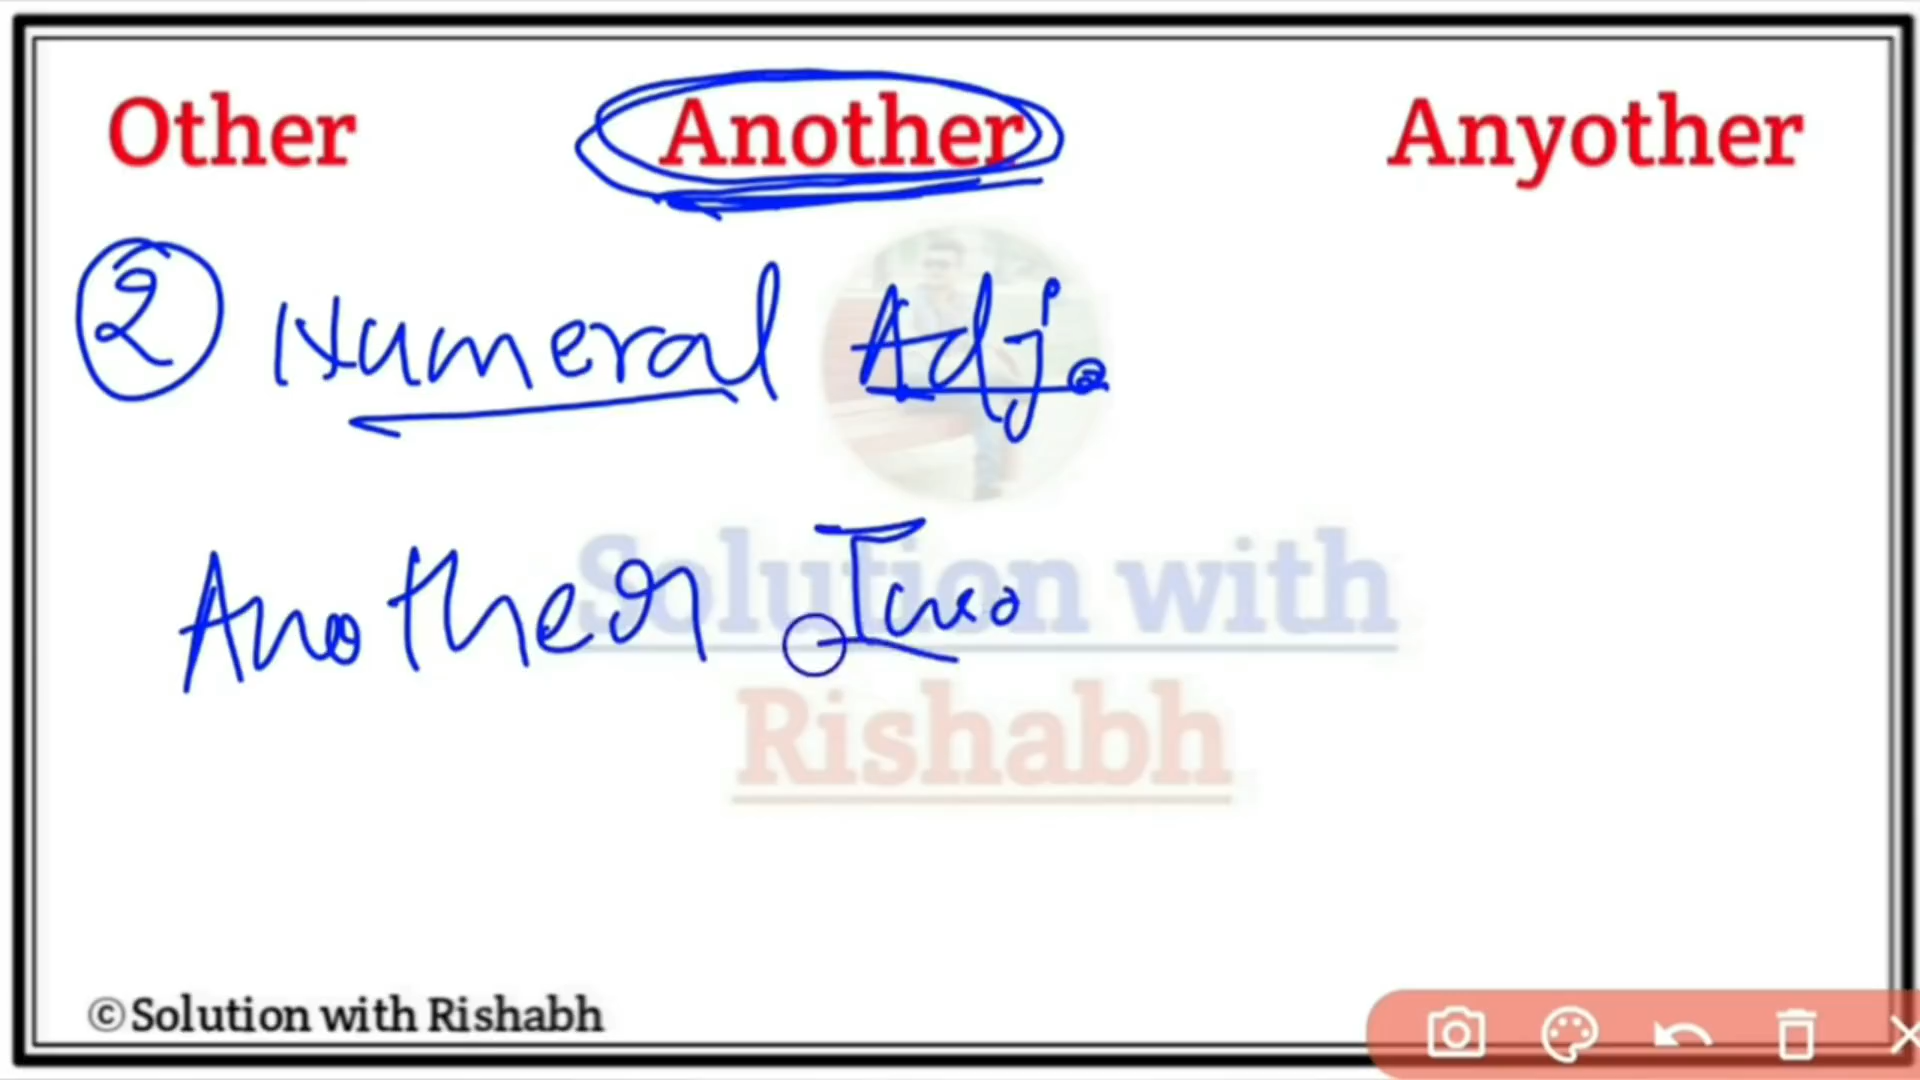 Other Another Anyother
2 Numeral Adj.
Another Two
Solution with
Rishabh
©Solution with Rishabh